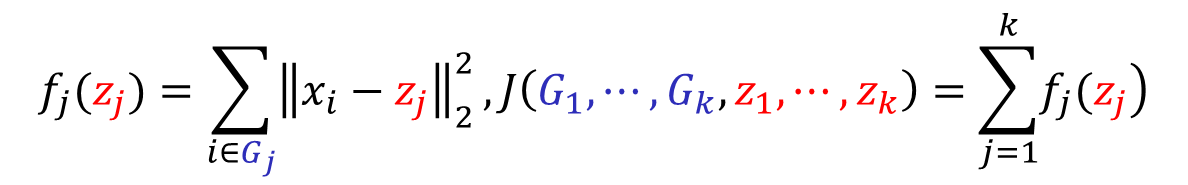 f_j(z_j) = ∑_{i∈G_j} ‖x_i − z_j‖_2^2 , J(G_1, ⋯ , G_k, z_1, ⋯ , z_k) = ∑_{j=1}^{k} f_j(z_j)